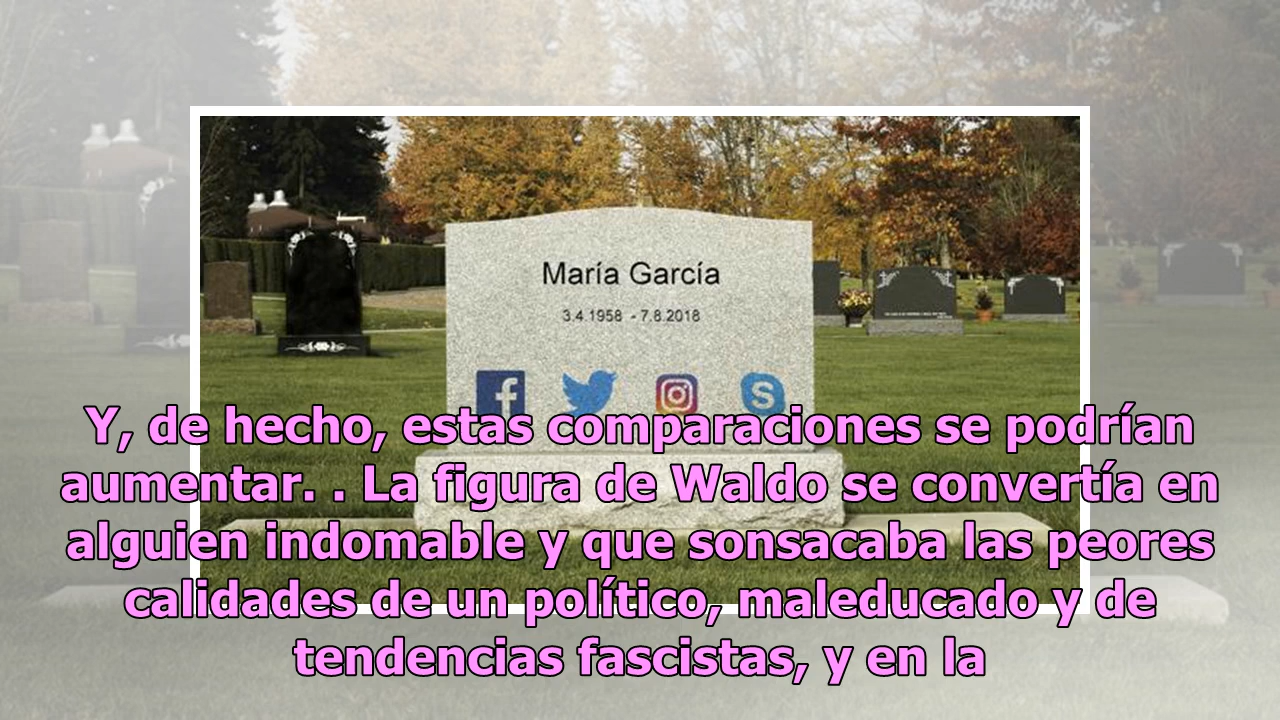 María García
3.4.1958 - 7.8.2018
Y, de hecho, estas comparaciones se podrían
aumentar. . La figura de Waldo se convertía en
alguien indomable y que sonsacaba las peores
calidades de un político, maleducado y de
tendencias fascistas, y en la